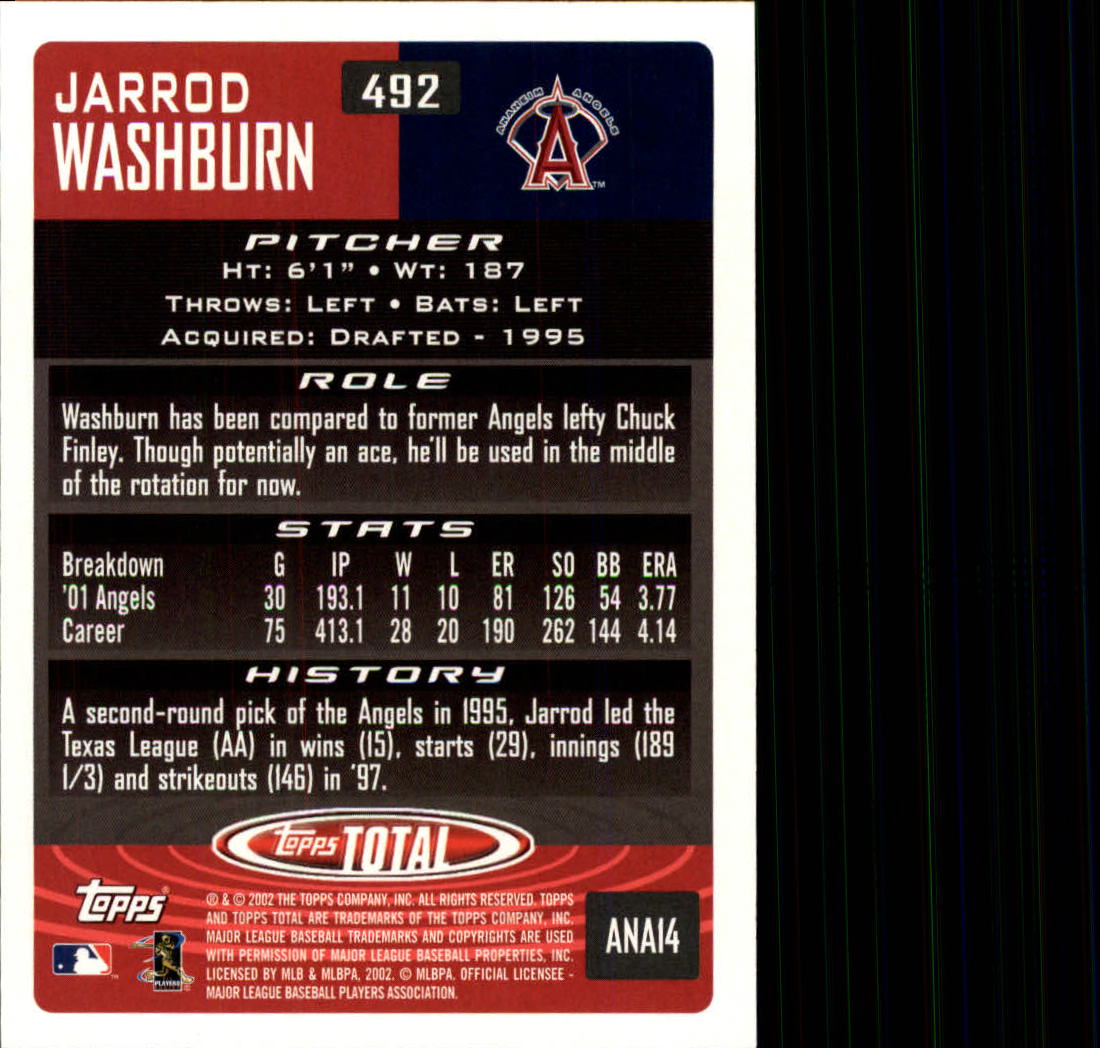 JARROD
WASHBURN
492
ANAHEIM ANGELS
A
TM
PITCHER
HT: 6'1" • WT: 187
THROWS: LEFT • BATS: LEFT
ACQUIRED: DRAFTED - 1995
ROLE
Washburn has been compared to former Angels lefty Chuck
Finley. Though potentially an ace, he'll be used in the middle
of the rotation for now.
STATS
Breakdown G IP W L ER SO BB ERA
'01 Angels 30 193.1 11 10 81 126 54 3.77
Career 75 413.1 28 20 190 262 144 4.14
HISTORY
A second-round pick of the Angels in 1995, Jarrod led the
Texas League (AA) in wins (15), starts (29), innings (189
1/3) and strikeouts (146) in '97.
Topps TOTAL
Topps®
® & © 2002 THE TOPPS COMPANY, INC. ALL RIGHTS RESERVED. TOPPS
AND TOPPS TOTAL ARE TRADEMARKS OF THE TOPPS COMPANY, INC.
MAJOR LEAGUE BASEBALL TRADEMARKS AND COPYRIGHTS ARE USED
WITH PERMISSION OF MAJOR LEAGUE BASEBALL PROPERTIES, INC.
LICENSED BY MLB & MLBPA, 2002. © MLBPA. OFFICIAL LICENSEE -
MAJOR LEAGUE BASEBALL PLAYERS ASSOCIATION.
ANA14
TM
PLAYERS